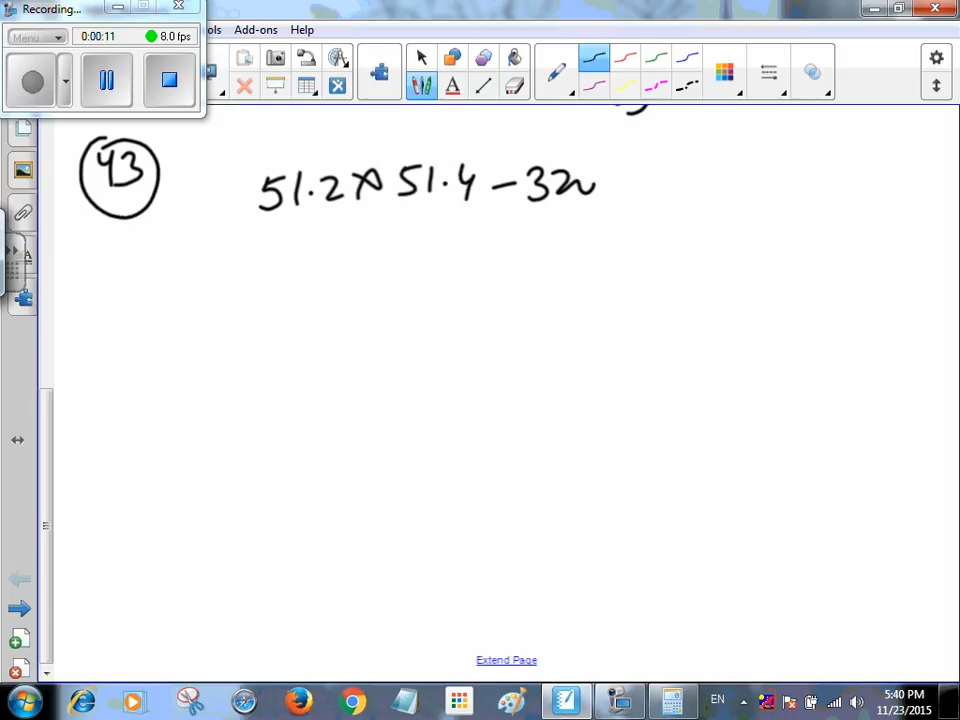 Recording...
Menu
0:00:11
8.0 fps
ols Add-ons Help
43
51.2 × 51.4 - 32
Extend Page
EN
5:40 PM
11/23/2015